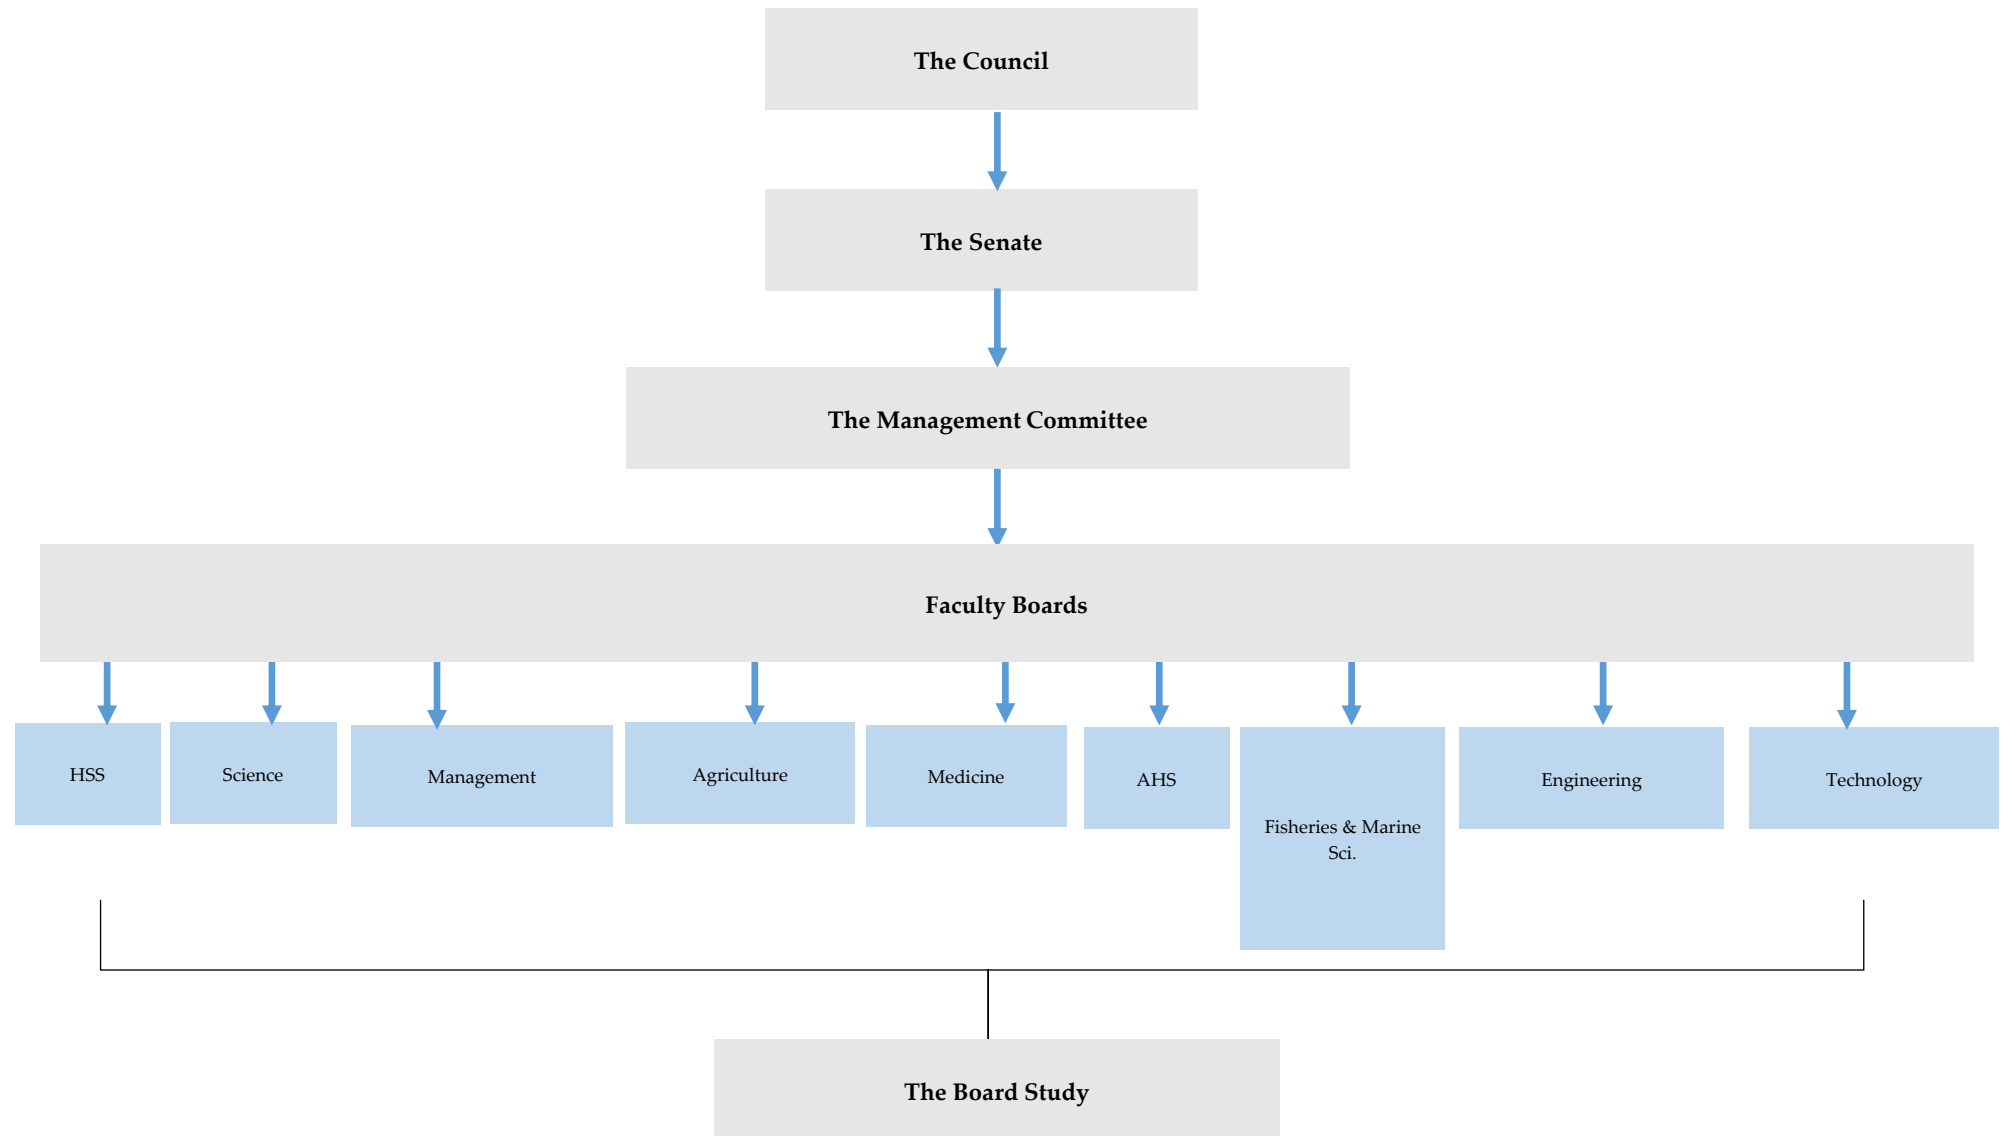 The Council
The Senate
The Management Committee
Faculty Boards
HSS
Science
Management
Agriculture
Medicine
AHS
Fisheries & Marine
Sci.
Engineering
Technology
The Board Study